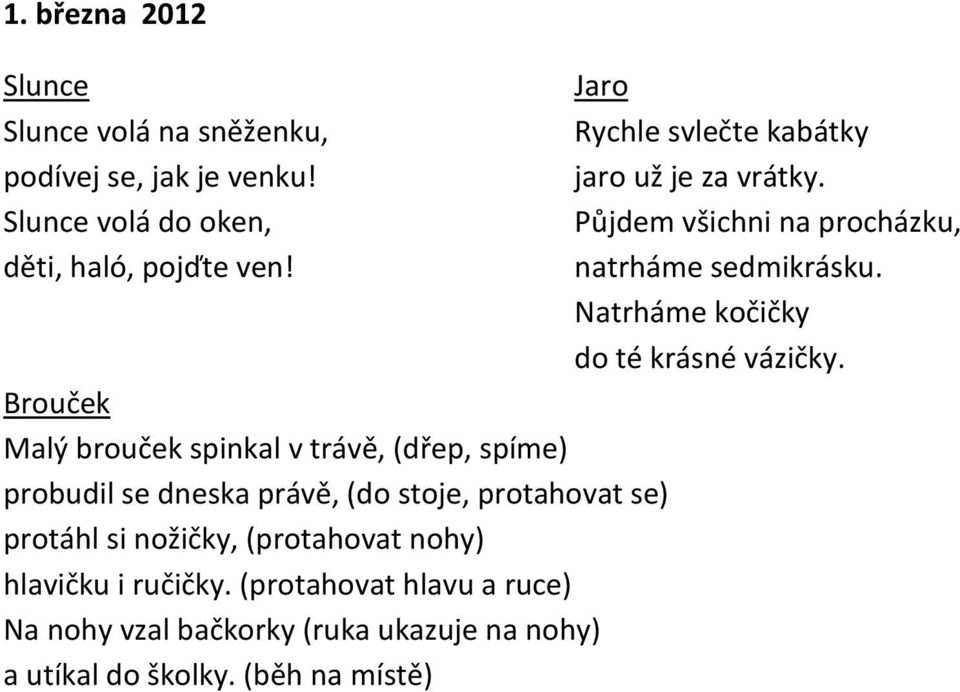 1. března 2012
Slunce
Slunce volá na sněženku,
podívej se, jak je venku!
Slunce volá do oken,
děti, haló, pojďte ven!
Jaro
Rychle svlečte kabátky
jaro už je za vrátky.
Půjdem všichni na procházku,
natrháme sedmikrásku.
Natrháme kočičky
do té krásné vázičky.
Brouček
Malý brouček spinkal v trávě, (dřep, spíme)
probudil se dneska právě, (do stoje, protahovat se)
protáhl si nožičky, (protahovat nohy)
hlavičku i ručičky. (protahovat hlavu a ruce)
Na nohy vzal bačkorky (ruka ukazuje na nohy)
a utíkal do školky. (běh na místě)